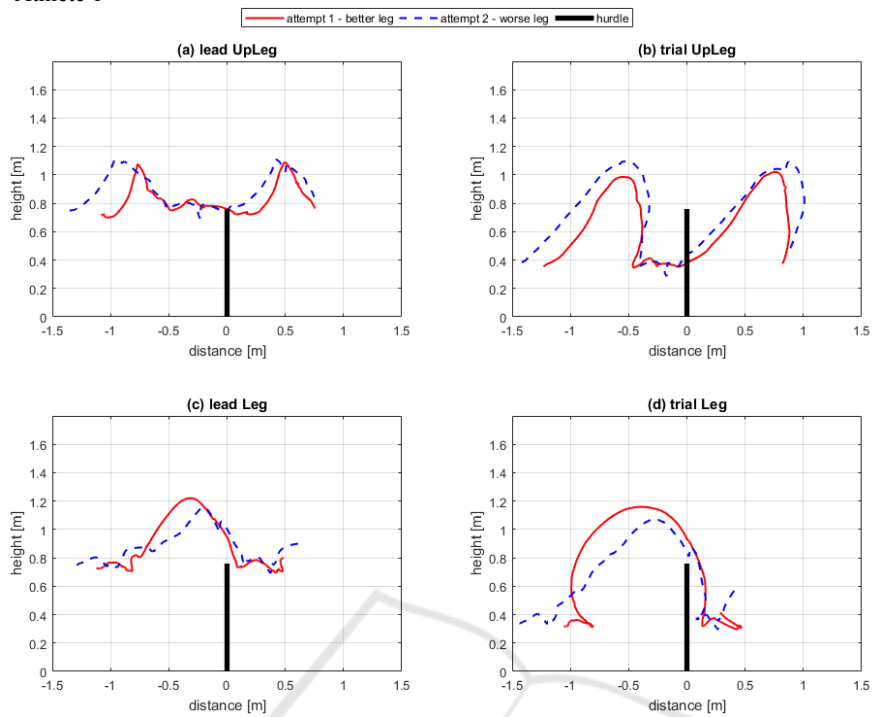 attempt 1 - better leg   attempt 2 - worse leg   hurdle
(a) lead UpLeg
height [m]
1.6
1.4
1.2
1
0.8
0.6
0.4
0.2
0
-1.5 -1 -0.5 0 0.5 1 1.5
distance [m]
(b) trial UpLeg
height [m]
1.6
1.4
1.2
1
0.8
0.6
0.4
0.2
0
-1.5 -1 -0.5 0 0.5 1 1.5
distance [m]
(c) lead Leg
height [m]
1.6
1.4
1.2
1
0.8
0.6
0.4
0.2
0
-1.5 -1 -0.5 0 0.5 1 1.5
distance [m]
(d) trial Leg
height [m]
1.6
1.4
1.2
1
0.8
0.6
0.4
0.2
0
-1.5 -1 -0.5 0 0.5 1 1.5
distance [m]